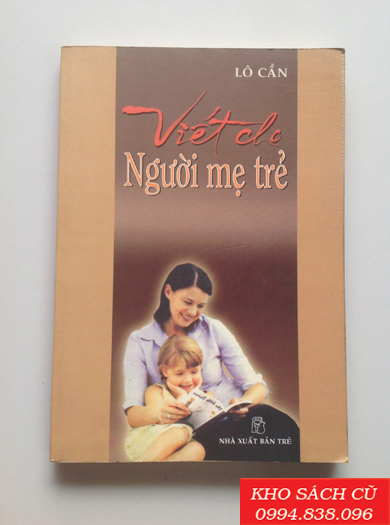 LÔ CẦN
Viết cho
Người mẹ trẻ
NHÀ XUẤT BẢN TRẺ
KHO SÁCH CŨ
0994.838.096